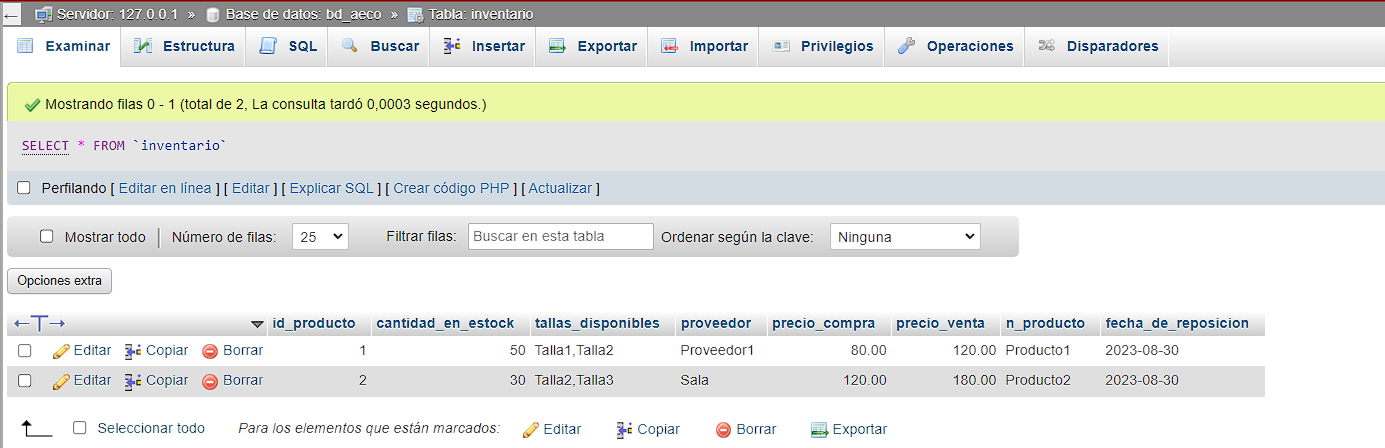 Servidor: 127.0.0.1 » Base de datos: bd_aeco » Tabla: inventario
Examinar Estructura SQL Buscar Insertar Exportar Importar Privilegios Operaciones Disparadores
Mostrando filas 0 - 1 (total de 2, La consulta tardó 0,0003 segundos.)
SELECT * FROM `inventario`
Perfilando [ Editar en línea ] [ Editar ] [ Explicar SQL ] [ Crear código PHP ] [ Actualizar ]
Mostrar todo | Número de filas: 25 Filtrar filas: Buscar en esta tabla Ordenar según la clave: Ninguna
Opciones extra
←T→ id_producto cantidad_en_estock tallas_disponibles proveedor precio_compra precio_venta n_producto fecha_de_reposicion
Editar Copiar Borrar 1 50 Talla1,Talla2 Proveedor1 80.00 120.00 Producto1 2023-08-30
Editar Copiar Borrar 2 30 Talla2,Talla3 Sala 120.00 180.00 Producto2 2023-08-30
Seleccionar todo Para los elementos que están marcados: Editar Copiar Borrar Exportar